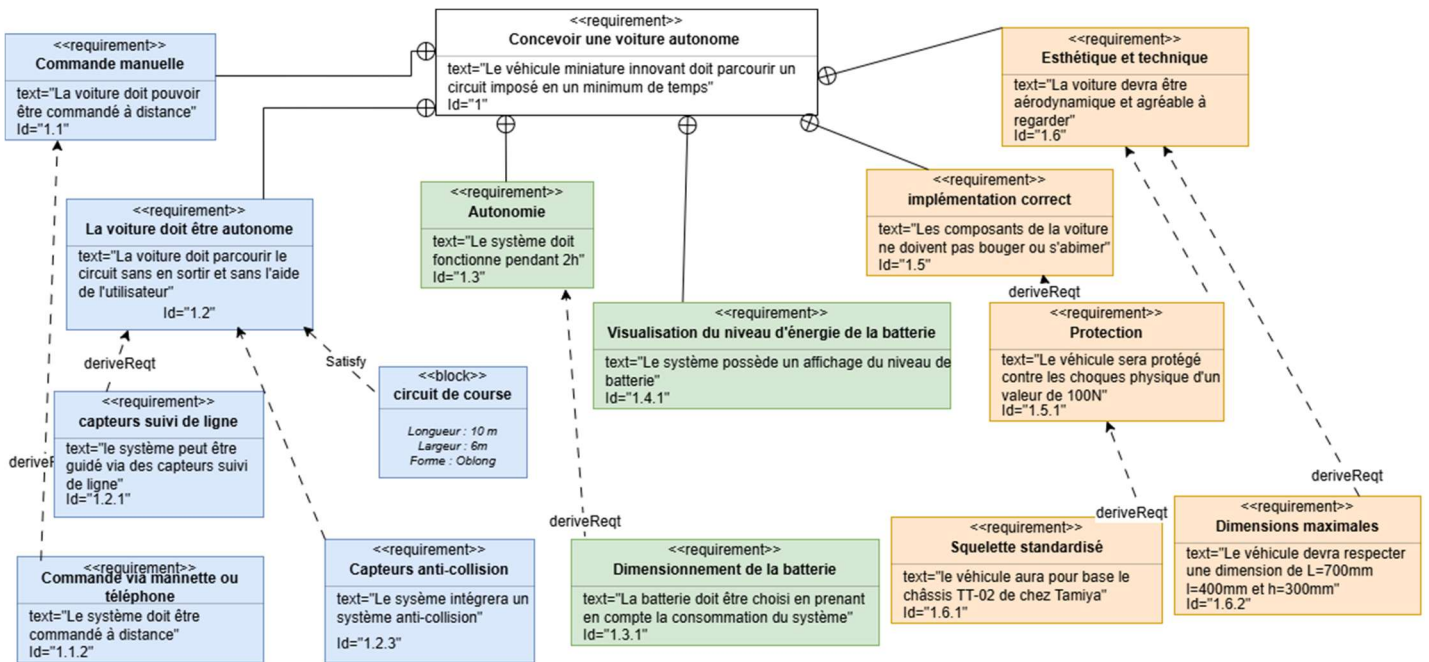 <<requirement>>
Concevoir une voiture autonome
text="Le véhicule miniature innovant doit parcourir un
circuit imposé en un minimum de temps"
Id="1"
<<requirement>>
Commande manuelle
text="La voiture doit pouvoir
être commandé à distance"
Id="1.1"
<<requirement>>
Esthétique et technique
text="La voiture devra être
aérodynamique et agréable à
regarder"
Id="1.6"
<<requirement>>
La voiture doit être autonome
text="La voiture doit parcourir le
circuit sans en sortir et sans l'aide
de l'utilisateur"
Id="1.2"
<<requirement>>
Autonomie
text="Le système doit
fonctionne pendant 2h"
Id="1.3"
<<requirement>>
implémentation correct
text="Les composants de la voiture
ne doivent pas bouger ou s'abimer"
Id="1.5"
deriveReqt
<<requirement>>
Visualisation du niveau d'énergie de la batterie
text="Le système possède un affichage du niveau de
batterie"
Id="1.4.1"
<<requirement>>
Protection
text="Le véhicule sera protégé
contre les choques physique d'un
valeur de 100N"
Id="1.5.1"
deriveReqt
Satisfy
<<block>>
circuit de course
Longueur : 10 m
Largeur : 6m
Forme : Oblong
<<requirement>>
capteurs suivi de ligne
text="le système peut être
guidé via des capteurs suivi
de ligne"
Id="1.2.1"
deriveR
deriveReqt
deriveReqt
deriveReqt
<<requirement>>
Commande via mannette ou
téléphone
text="Le système doit être
commandé à distance"
Id="1.1.2"
<<requirement>>
Capteurs anti-collision
text="Le sysème intégrera un
système anti-collision"
Id="1.2.3"
<<requirement>>
Dimensionnement de la batterie
text="La batterie doit être choisi en prenant
en compte la consommation du système"
Id="1.3.1"
<<requirement>>
Squelette standardisé
text="le véhicule aura pour base le
châssis TT-02 de chez Tamiya"
Id="1.6.1"
<<requirement>>
Dimensions maximales
text="Le véhicule devra respecter
une dimension de L=700mm
l=400mm et h=300mm"
Id="1.6.2"